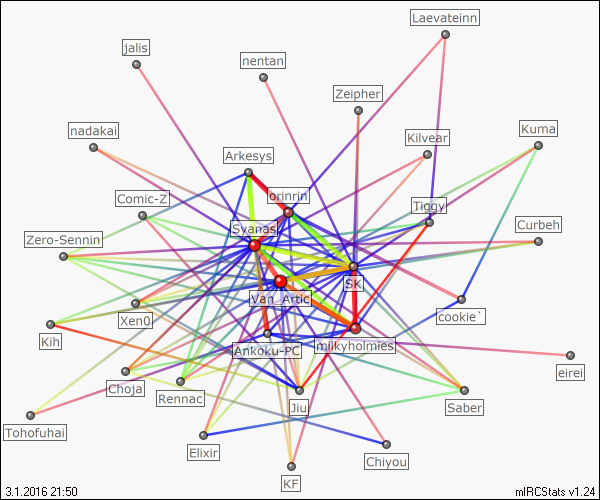 Laevateinn
jalis
nentan
Zeipher
nadakai
Kilvear
Kuma
Arkesys
Comic-Z
orinrin
Tiggy
Syanas
Zero-Sennin
Curbeh
SK
Van_Artic
Xen0
cookie`
Kih
Ankoku-PC
milkyholmies
eirei
Choja
Rennac
Jiu
Saber
Tohofuhai
Elixir
Chiyou
KF
3.1.2016 21:50
mIRCStats v1.24